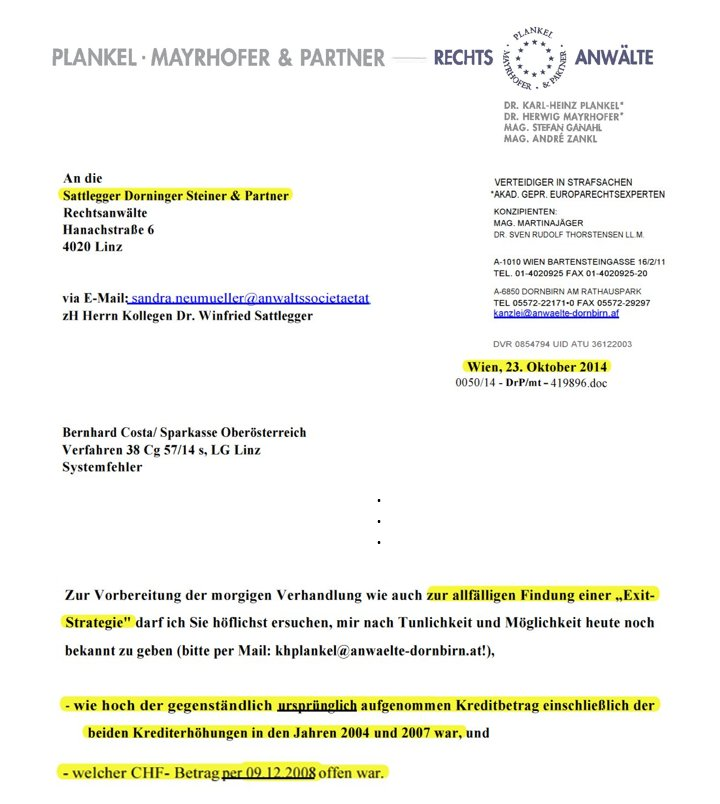 PLANKEL · MAYRHOFER & PARTNER —— RECHTS ANWÄLTE
PLANKEL MAYRHOFER & PARTNER
DR. KARL-HEINZ PLANKEL*
DR. HERWIG MAYRHOFER*
MAG. STEFAN GANAHL
MAG. ANDRÉ ZANKL
An die
Sattlegger Dorninger Steiner & Partner
Rechtsanwälte
Hanachstraße 6
4020 Linz
via E-Mail: sandra.neumueller@anwaltssocietaetat
zH Herrn Kollegen Dr. Winfried Sattlegger
VERTEIDIGER IN STRAFSACHEN
*AKAD. GEPR. EUROPARECHTSEXPERTEN
KONZIPIENTEN:
MAG. MARTINAJÄGER
DR. SVEN RUDOLF THORSTENSEN LL.M.
A-1010 WIEN BARTENSTEINGASSE 16/2/11
TEL. 01-4020925 FAX 01-4020925-20
A-6850 DORNBIRN AM RATHAUSPARK
TEL 05572-22171•0 FAX 05572-29297
kanzlei@anwaelte-dornbirn.af
DVR 0854794 UID ATU 36122003
Wien, 23. Oktober 2014
0050/14 - DrP/mt – 419896.doc
Bernhard Costa/ Sparkasse Oberösterreich
Verfahren 38 Cg 57/14 s, LG Linz
Systemfehler
.
.
.
Zur Vorbereitung der morgigen Verhandlung wie auch zur allfälligen Findung einer „Exit-
Strategie" darf ich Sie höflichst ersuchen, mir nach Tunlichkeit und Möglichkeit heute noch
bekannt zu geben (bitte per Mail: khplankel@anwaelte-dornbirn.at!),
- wie hoch der gegenständlich ursprünglich aufgenommen Kreditbetrag einschließlich der
beiden Krediterhöhungen in den Jahren 2004 und 2007 war, und
- welcher CHF- Betrag per 09.12.2008 offen war.